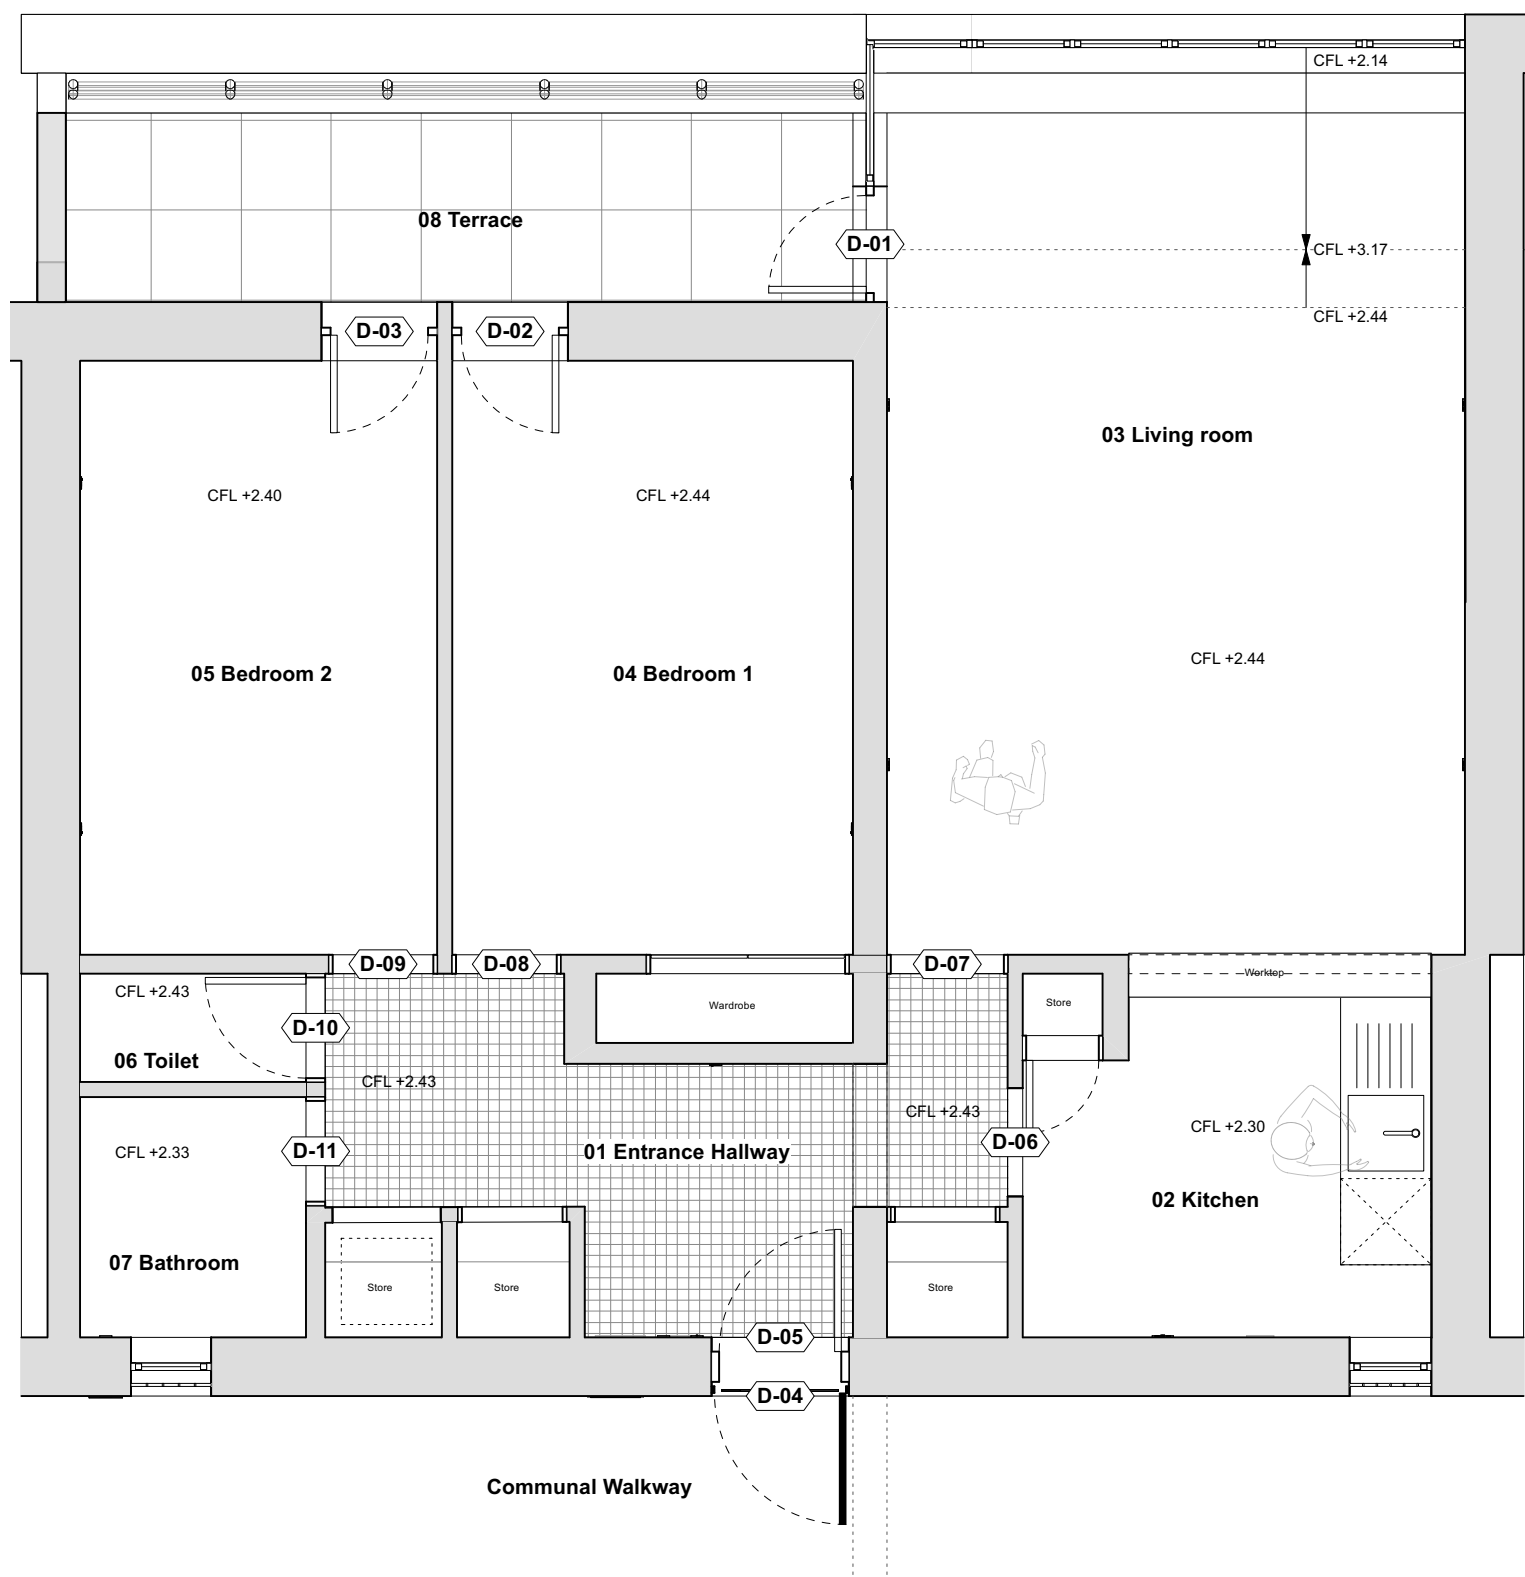 CFL +2.14
08 Terrace
D-01
CFL +3.17
CFL +2.44
D-03
D-02
03 Living room
CFL +2.40
CFL +2.44
CFL +2.44
05 Bedroom 2
04 Bedroom 1
D-09
D-08
D-07
Worktop
CFL +2.43
Wardrobe
Store
D-10
06 Toilet
CFL +2.43
CFL +2.43
CFL +2.30
D-11
CFL +2.33
01 Entrance Hallway
D-06
02 Kitchen
07 Bathroom
Store
Store
Store
D-05
D-04
Communal Walkway